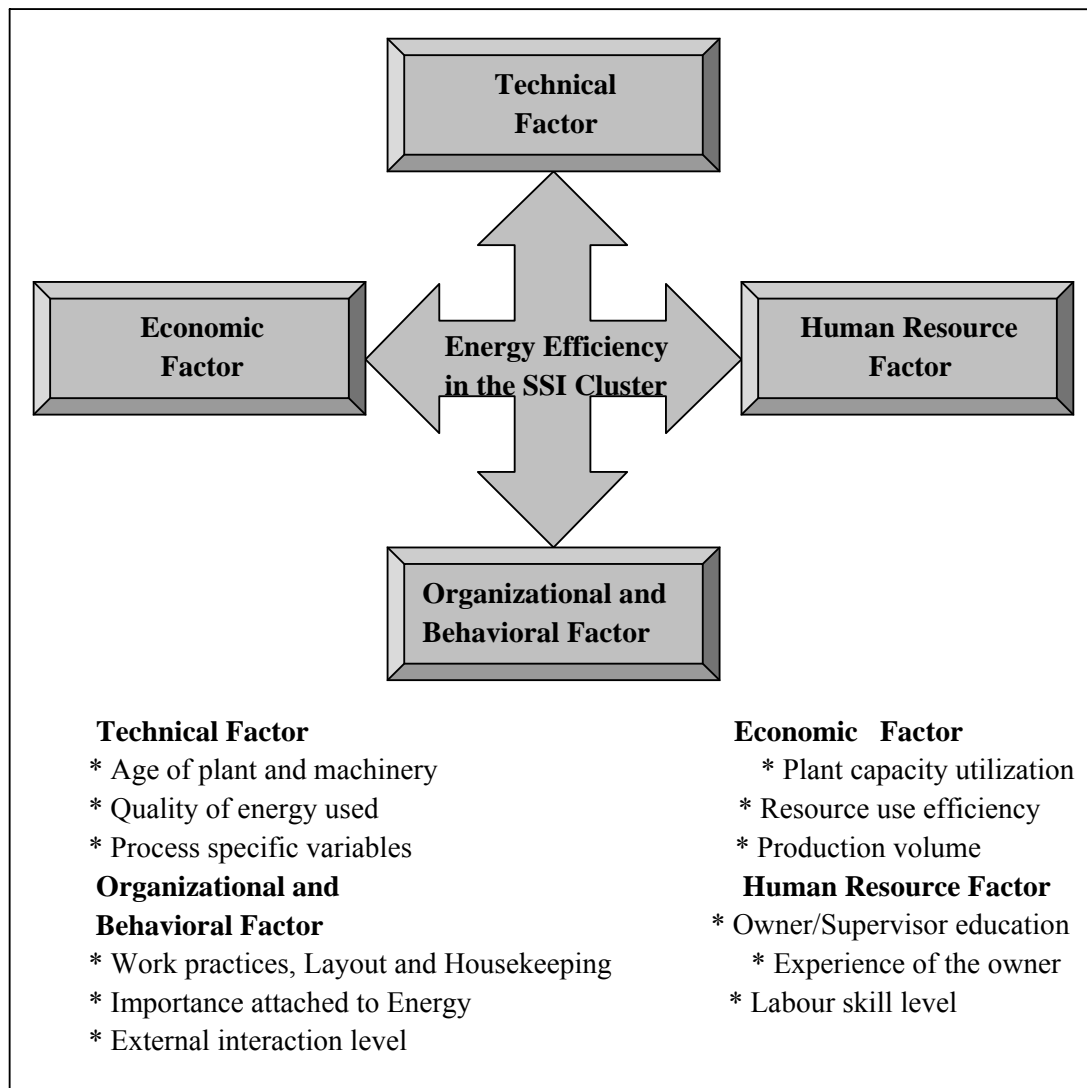 Technical
Factor
Economic
Factor
Energy Efficiency
in the SSI Cluster
Human Resource
Factor
Organizational and
Behavioral Factor
Technical Factor
* Age of plant and machinery
* Quality of energy used
* Process specific variables
Organizational and
Behavioral Factor
* Work practices, Layout and Housekeeping
* Importance attached to Energy
* External interaction level
Economic Factor
* Plant capacity utilization
* Resource use efficiency
* Production volume
Human Resource Factor
* Owner/Supervisor education
* Experience of the owner
* Labour skill level